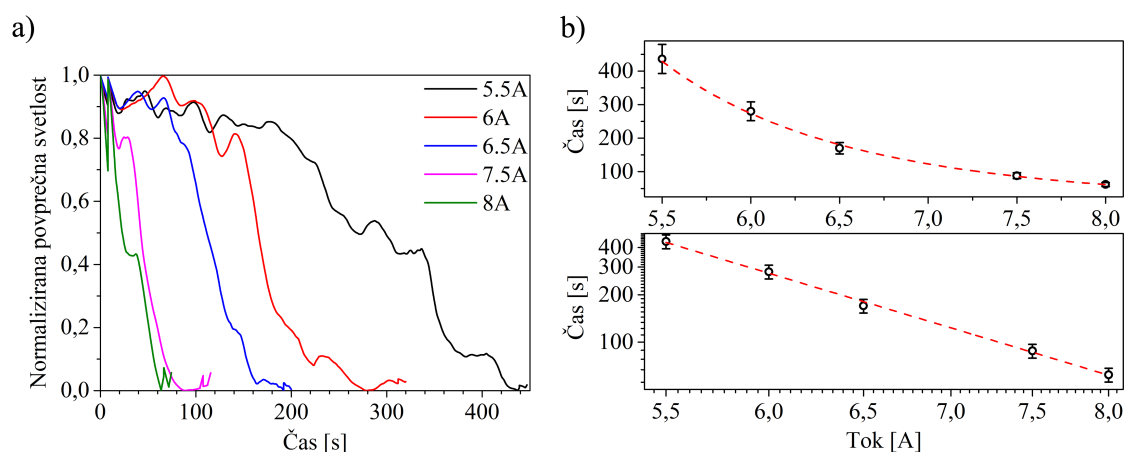 a)
Normalizirana povprečna svetlost
1,0
0,8
0,6
0,4
0,2
0,0
0
100
200
300
400
Čas [s]
5.5A
6A
6.5A
7.5A
8A
b)
Čas [s]
400
300
200
100
5,5
6,0
6,5
7,0
7,5
8,0
Čas [s]
400
300
200
100
5,5
6,0
6,5
7,0
7,5
8,0
Tok [A]